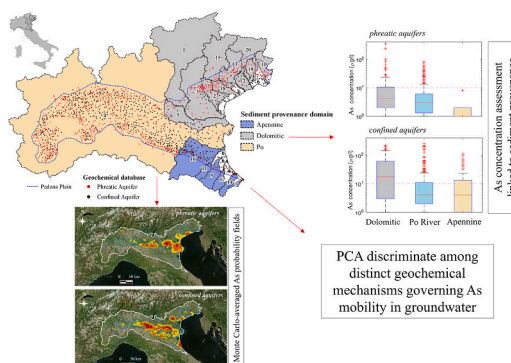 phreatic aquifers
As concentration (µg/l)
confined aquifers
As concentration (µg/l)
Dolomitic
Po River
Apennine
As concentration assessment
linked to sediment provenance
Sediment provenance domain
Apennine
Dolomitic
Po
Geochemical database
Padana Plain
Phreatic Aquifer
Confined Aquifer
phreatic aquifers
confined aquifers
Monte Carlo-averaged As probability fields
PCA discriminate among
distinct geochemical
mechanisms governing As
mobility in groundwater